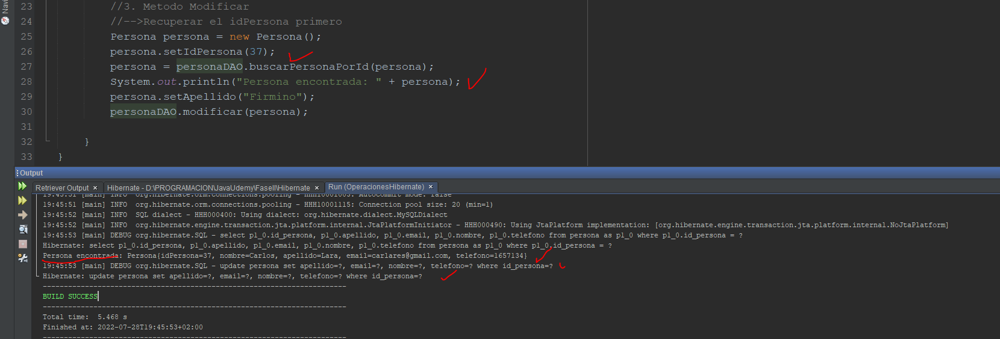 Navi
23 //3. Metodo Modificar
24 //-->Recuperar el idPersona primero
25 Persona persona = new Persona();
26 persona.setIdPersona(37);
27 persona = personaDAO.buscarPersonaPorId(persona);
28 System.out.println("Persona encontrada: " + persona);
29 persona.setApellido("Firmino");
30 personaDAO.modificar(persona);
31
32 }
33 }
Output
Retriever Output × Hibernate - D:\PROGRAMACION\JavaUdemy\FaseII\Hibernate × Run (OperacionesHibernate) ×
19:45:51 [main] INFO org.hibernate.orm.connections.pooling - HHH10001003: Autocommit mode: false
19:45:51 [main] INFO org.hibernate.orm.connections.pooling - HHH10001115: Connection pool size: 20 (min=1)
19:45:52 [main] INFO SQL dialect - HHH000400: Using dialect: org.hibernate.dialect.MySQLDialect
19:45:52 [main] INFO org.hibernate.engine.transaction.jta.platform.internal.JtaPlatformInitiator - HHH000490: Using JtaPlatform implementation: [org.hibernate.engine.transaction.jta.platform.internal.NoJtaPlatform]
19:45:53 [main] DEBUG org.hibernate.SQL - select p1_0.id_persona, p1_0.apellido, p1_0.email, p1_0.nombre, p1_0.telefono from persona as p1_0 where p1_0.id_persona = ?
Hibernate: select p1_0.id_persona, p1_0.apellido, p1_0.email, p1_0.nombre, p1_0.telefono from persona as p1_0 where p1_0.id_persona = ?
Persona encontrada: Persona{idPersona=37, nombre=Carlos, apellido=Lara, email=carlares@gmail.com, telefono=1657134}
19:45:53 [main] DEBUG org.hibernate.SQL - update persona set apellido=?, email=?, nombre=?, telefono=? where id_persona=?
Hibernate: update persona set apellido=?, email=?, nombre=?, telefono=? where id_persona=?
------------------------------------------------------------------------
BUILD SUCCESS
------------------------------------------------------------------------
Total time: 5.468 s
Finished at: 2022-07-28T19:45:53+02:00
------------------------------------------------------------------------